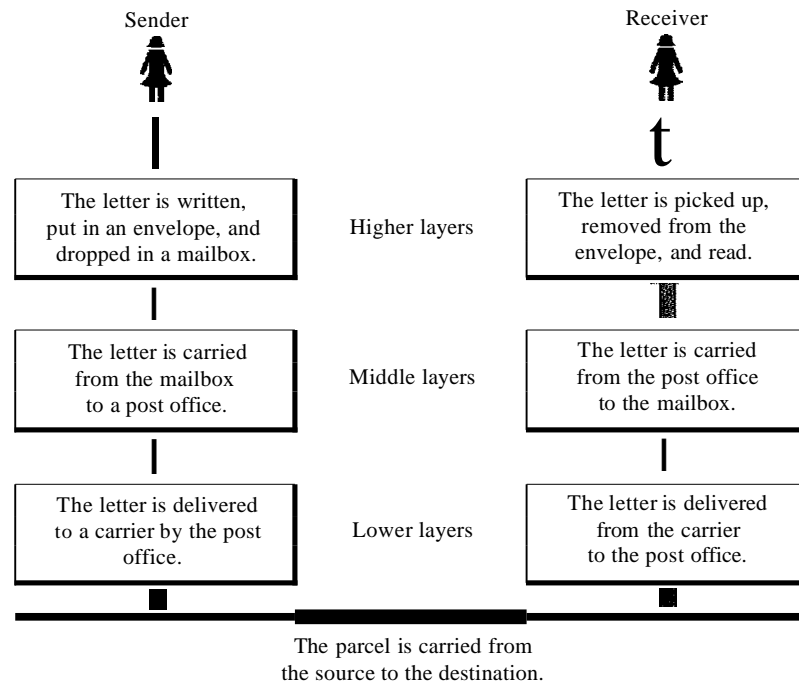 Sender
Receiver
t
The letter is written,
put in an envelope, and
dropped in a mailbox.
Higher layers
The letter is picked up,
removed from the
envelope, and read.
The letter is carried
from the mailbox
to a post office.
Middle layers
The letter is carried
from the post office
to the mailbox.
The letter is delivered
to a carrier by the post
office.
Lower layers
The letter is delivered
from the carrier
to the post office.
The parcel is carried from
the source to the destination.